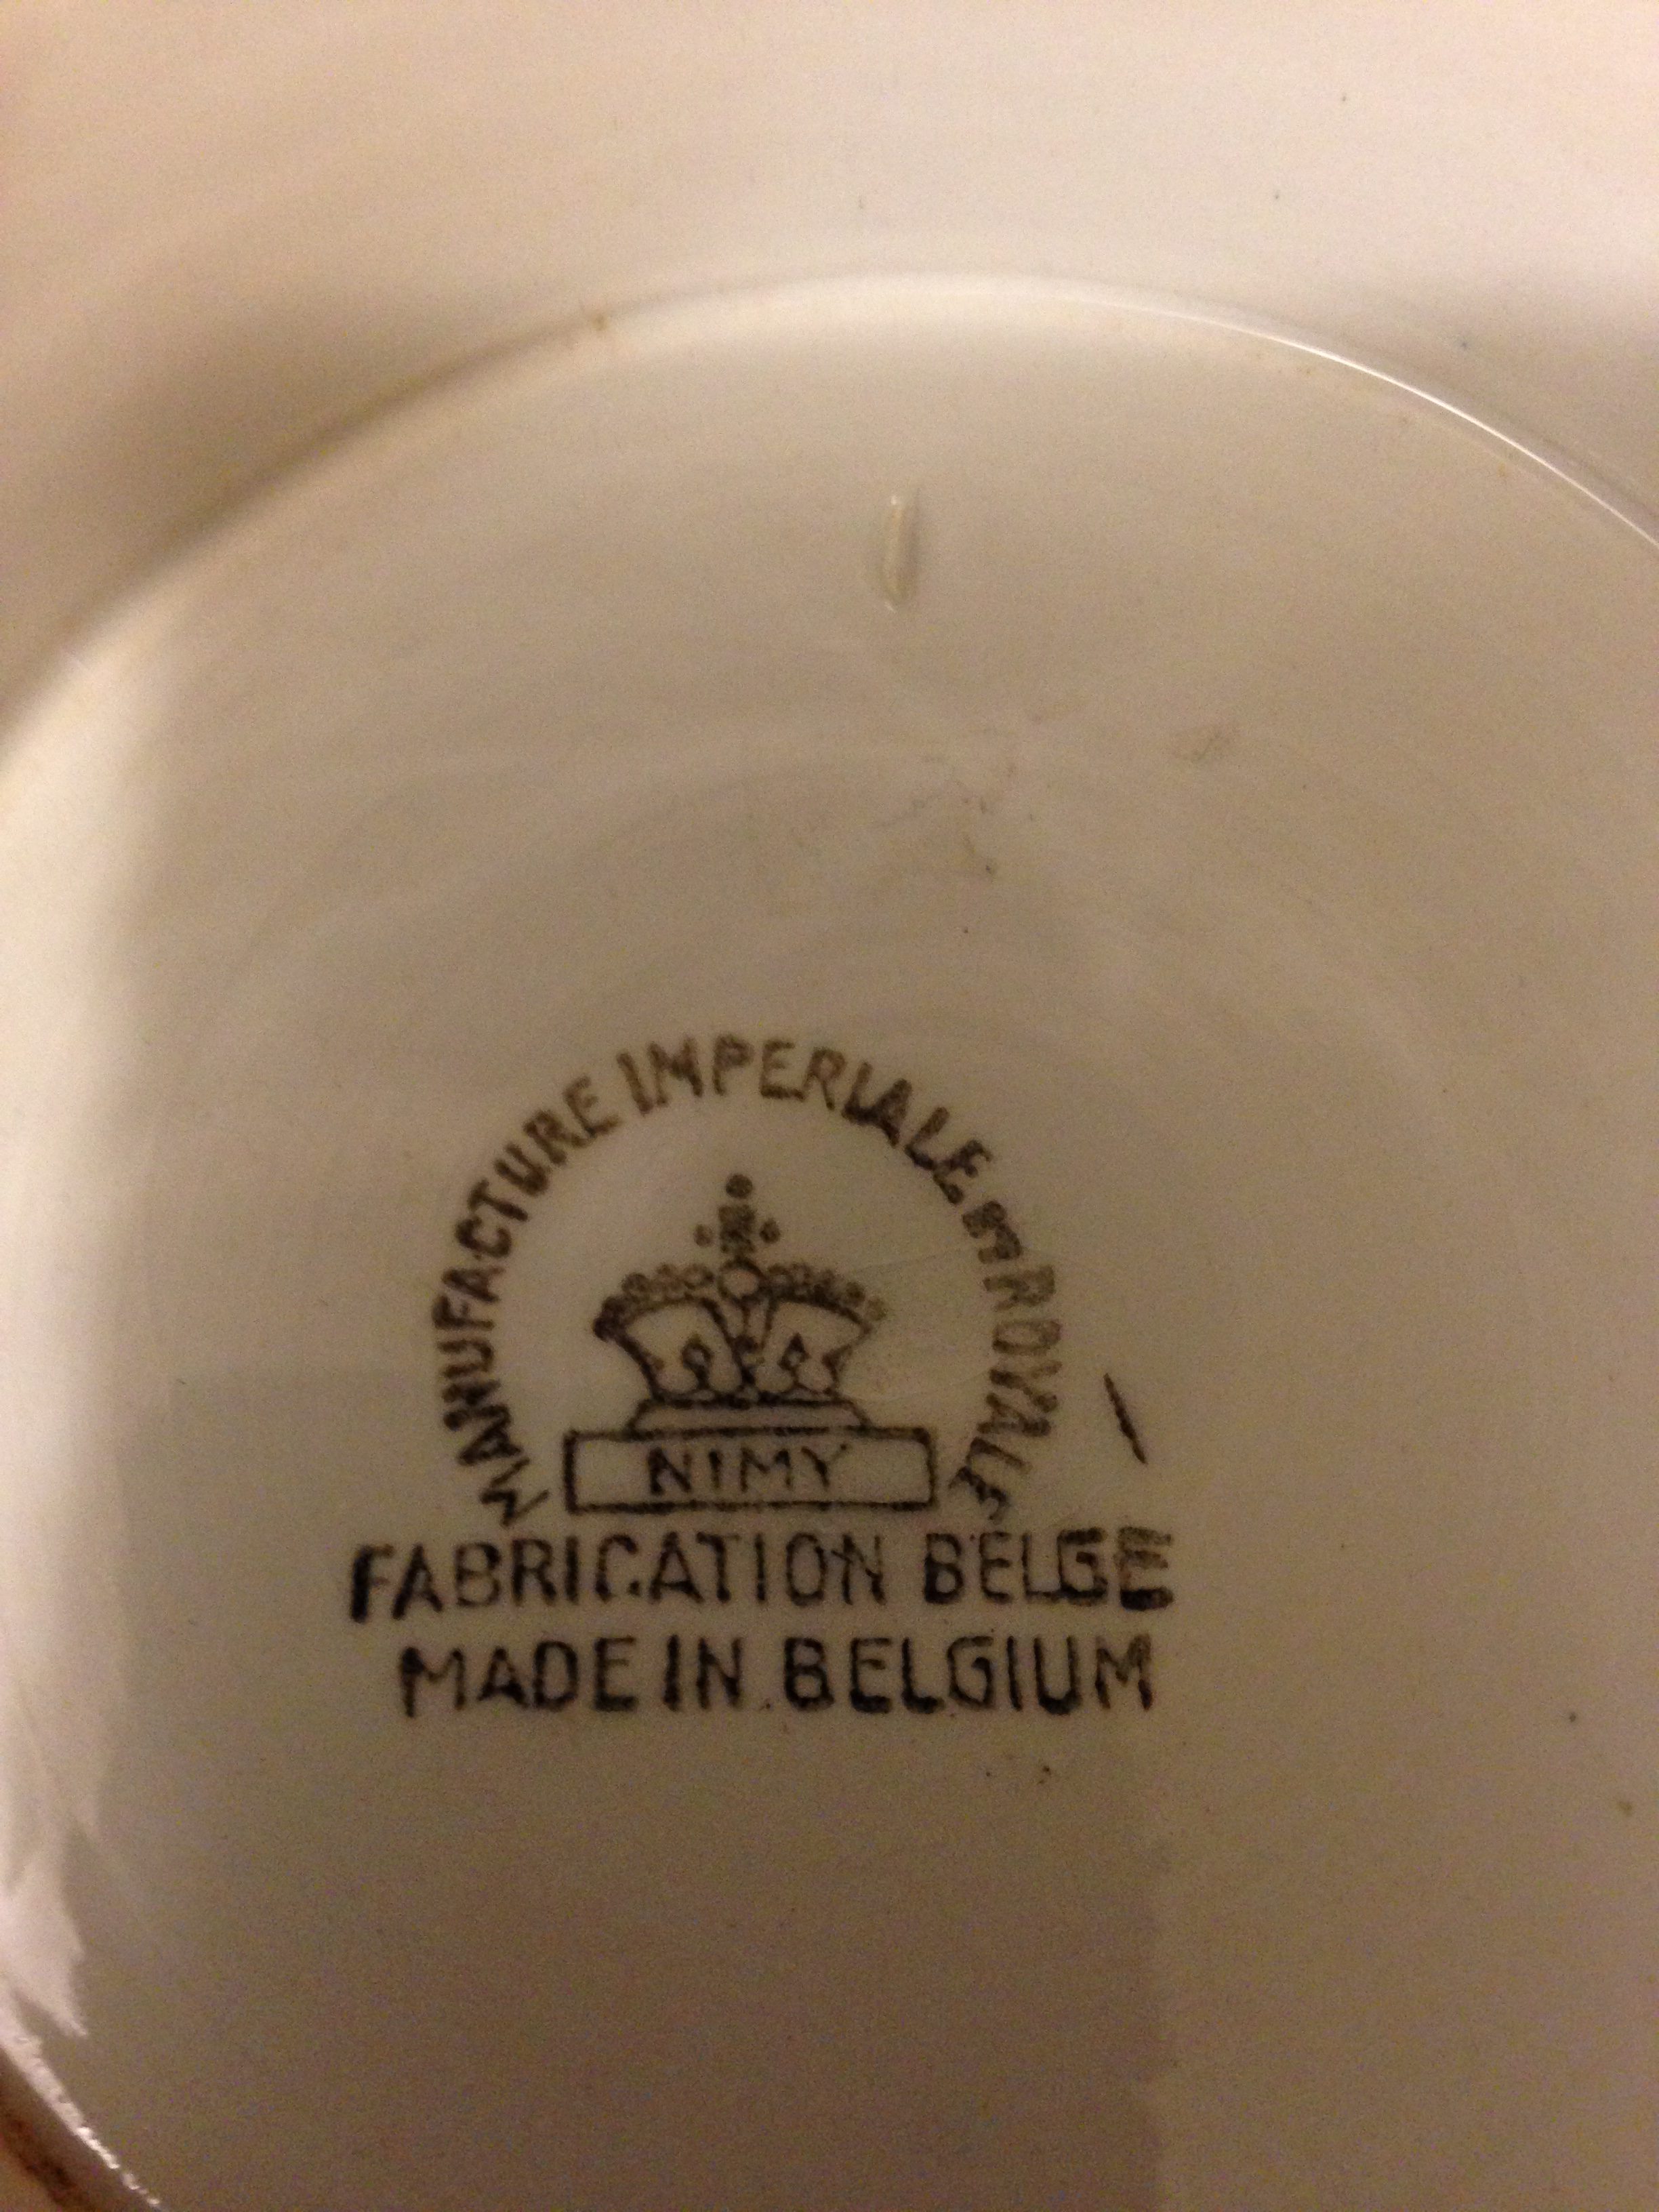 MANUFACTURE IMPERIALE ET ROYALE
NIMY
FABRICATION BELGE
MADE IN BELGIUM